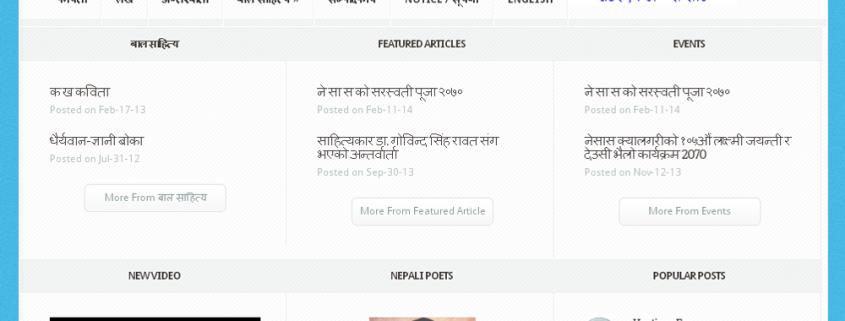 NOTICE / सूचना ENGLISH
बाल साहित्य FEATURED ARTICLES EVENTS
क ख कविता
Posted on Feb-17-13
धैर्यवान-ज्ञानी बोका
Posted on Jul-31-12
More From बाल साहित्य
ने सा स को सरस्वती पूजा २०७०
Posted on Feb-11-14
साहित्यकार डा. गोविन्द सिंह रावत संग
भएको अन्तर्वार्ता
Posted on Sep-30-13
More From Featured Article
ने सा स को सरस्वती पूजा २०७०
Posted on Feb-11-14
नेसास क्यालगरीको १०५औं लक्ष्मी जयन्ती र
देउसी भैलो कार्यक्रम 2070
Posted on Nov-12-13
More From Events
NEW VIDEO NEPALI POETS POPULAR POSTS